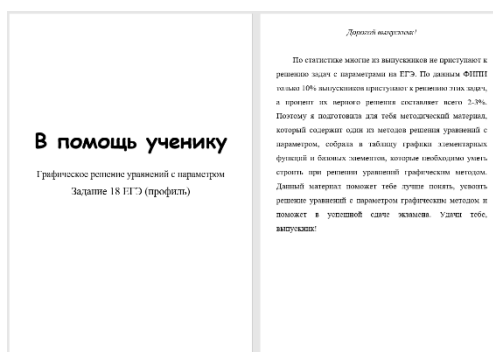 В помощь ученику
Графическое решение уравнений с параметром
Задание 18 ЕГЭ (профиль)
Дорогой выпускник!
По статистике многие из выпускников не приступают к
решению задач с параметрами на ЕГЭ. По данным ФИПИ
только 10% выпускников приступают к решению этих задач,
а процент их верного решения составляет всего 2-3%.
Поэтому я подготовила для тебя методический материал,
который содержит один из методов решения уравнений с
параметром, собрала в таблицу графики элементарных
функций и базовых элементов, которые необходимо уметь
строить при решении уравнений графическим методом.
Данный материал поможет тебе лучше понять, усвоить
решение уравнений с параметром графическим методом и
поможет в успешной сдаче экзамена. Удачи тебе,
выпускник!